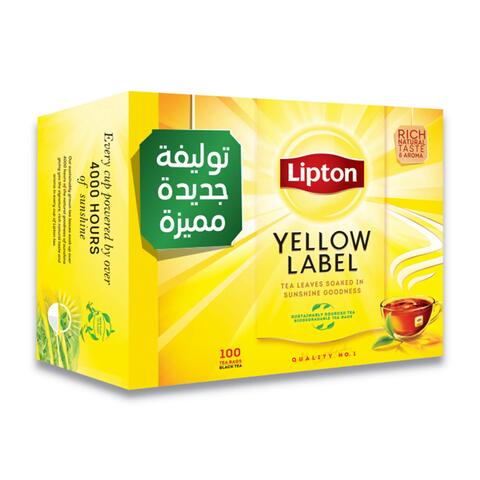 Every cup powered by over
4000 HOURS
of sunshine
توليفة
جديدة
مميزة
Lipton
YELLOW
LABEL
TEA LEAVES SOAKED IN
SUNSHINE GOODNESS
SUSTAINABLY SOURCED TEA
BIODEGRADABLE TEA BAGS
RICH
NATURAL
TASTE
& AROMA
100
TEA BAGS
BLACK TEA
QUALITY NO.1